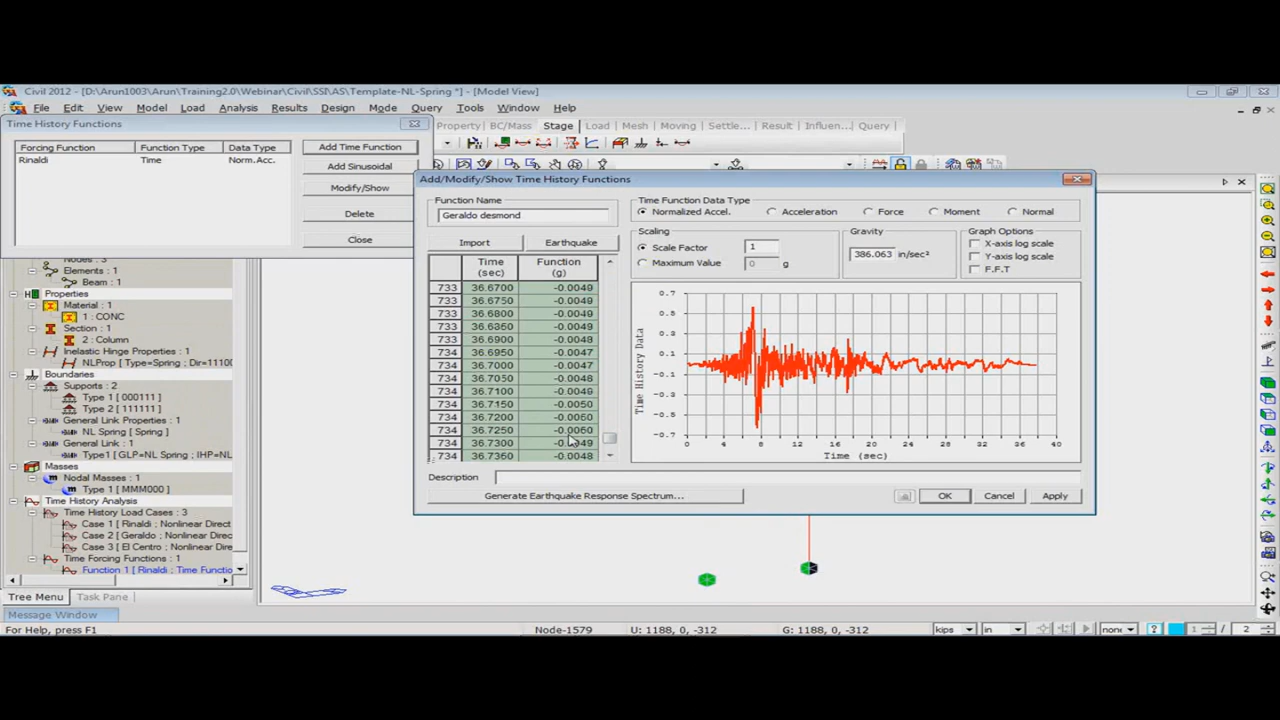 Civil 2012 - [D:\Arun1003\Arun\Training2.0\Webinar\Civil\SSI\AS\Template-NL-Spring *] - [Model View]
File Edit View Model Load Analysis Results Design Mode Query Tools Window Help
Time History Functions
Property BC/Mass Stage Load Mesh Moving Settle... Result Influen... Query
Forcing Function Function Type Data Type
Rinaldi Time Norm.Acc.
Add Time Function
Add Sinusoidal
Modify/Show
Delete
Close
Add/Modify/Show Time History Functions
Function Name
Geraldo desmond
Import Earthquake
Time (sec) Function (g)
733 36.6700 -0.0049
733 36.6750 -0.0049
733 36.6800 -0.0049
733 36.6850 -0.0049
733 36.6900 -0.0048
734 36.6950 -0.0047
734 36.7000 -0.0047
734 36.7050 -0.0048
734 36.7100 -0.0049
734 36.7150 -0.0050
734 36.7200 -0.0050
734 36.7250 -0.0050
734 36.7300 -0.0049
734 36.7350 -0.0048
Time Function Data Type
Normalized Accel. Acceleration Force Moment Normal
Scaling
Scale Factor 1
Maximum Value 0 g
Gravity
386.063 in/sec²
Graph Options
X-axis log scale
Y-axis log scale
F.F.T
Time History Data
0.7
0.5
0.3
0.1
-0.1
-0.3
-0.5
-0.7
0 4 8 12 16 20 24 28 32 36 40
Time (sec)
Description
Generate Earthquake Response Spectrum...
OK Cancel Apply
Nodes : 3
Elements : 1
Beam : 1
Properties
Material : 1
1 : CONC
Section : 1
2 : Column
Inelastic Hinge Properties : 1
NLProp [ Type=Spring ; Dir=11100
Boundaries
Supports : 2
Type 1 [ 000111 ]
Type 2 [ 111111 ]
General Link Properties : 1
NL Spring [ Spring ]
General Link : 1
Type1 [ GLP=NL Spring ; IHP=NL
Masses
Nodal Masses : 1
Type 1 [ MMM000 ]
Time History Analysis
Time History Load Cases : 3
Case 1 [ Rinaldi ; Nonlinear Direct
Case 2 [ Geraldo ; Nonlinear Direc
Case 3 [ El Centro ; Nonlinear Direc
Time Forcing Functions : 1
Function 1 [ Rinaldi ; Time Functio
Tree Menu Task Pane
Message Window
For Help, press F1 Node-1579 U: 1188, 0, -312 G: 1188, 0, -312 kips in none 1 / 2